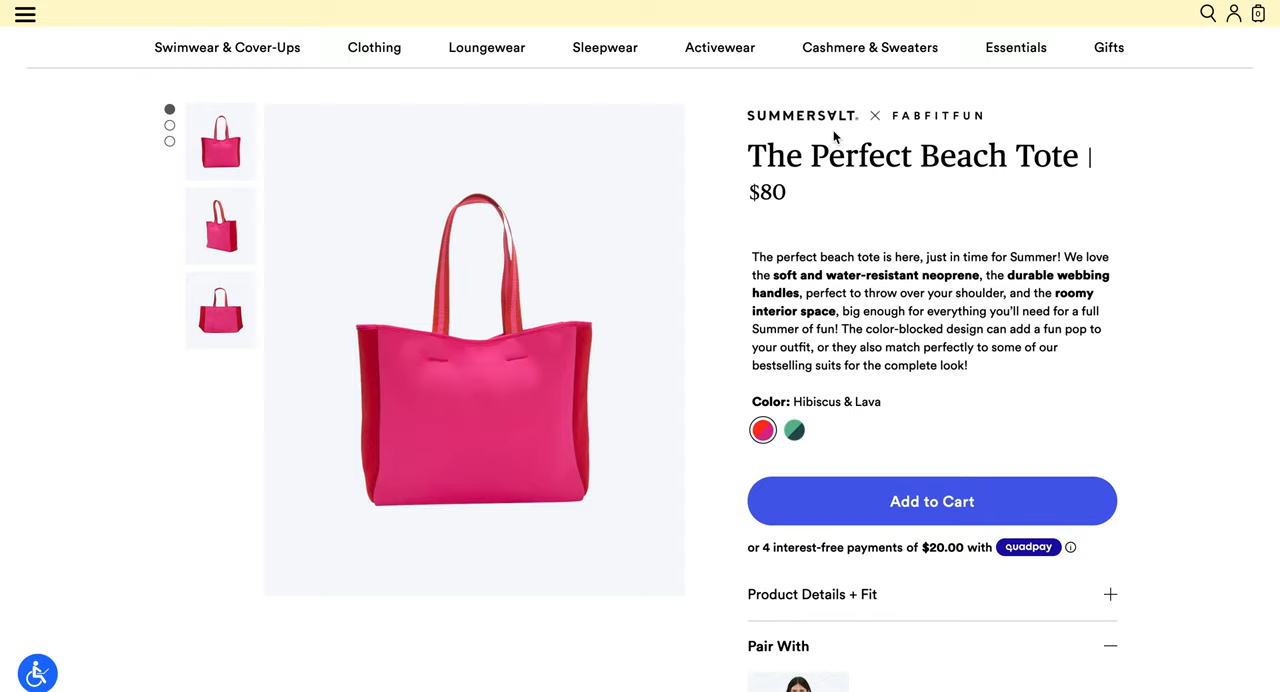 0
Swimwear & Cover-Ups Clothing Loungewear Sleepwear Activewear Cashmere & Sweaters Essentials Gifts
SUMMERSALT® × FABFITFUN
The Perfect Beach Tote |
$80
The perfect beach tote is here, just in time for Summer! We love
the soft and water-resistant neoprene, the durable webbing
handles, perfect to throw over your shoulder, and the roomy
interior space, big enough for everything you’ll need for a full
Summer of fun! The color-blocked design can add a fun pop to
your outfit, or they also match perfectly to some of our
bestselling suits for the complete look!
Color: Hibiscus & Lava
Add to Cart
or 4 interest-free payments of $20.00 with quadpay
Product Details + Fit
Pair With